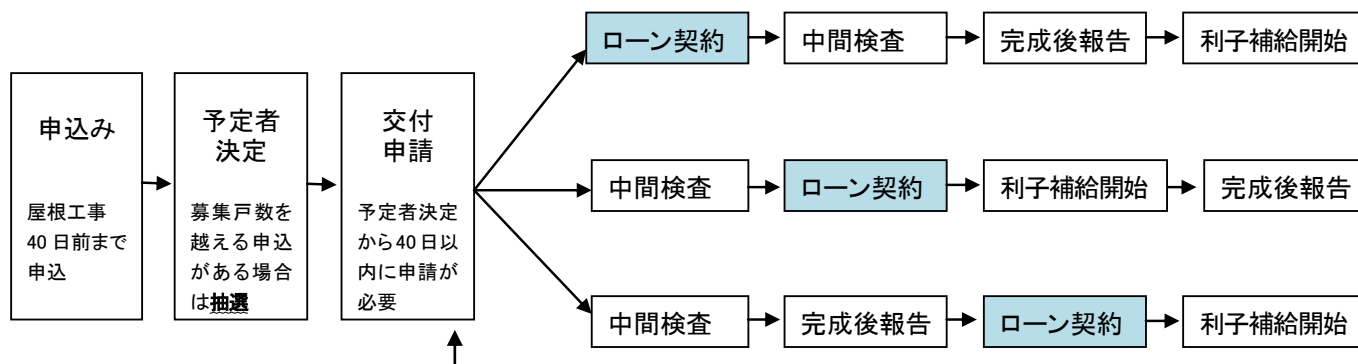 申込み
屋根工事
40日前まで
申込
予定者
決定
募集戸数を
越える申込
がある場合
は抽選
交付
申請
予定者決定
から40日以
内に申請が
必要
ローン契約
中間検査
完成後報告
利子補給開始
中間検査
ローン契約
利子補給開始
完成後報告
中間検査
完成後報告
ローン契約
利子補給開始